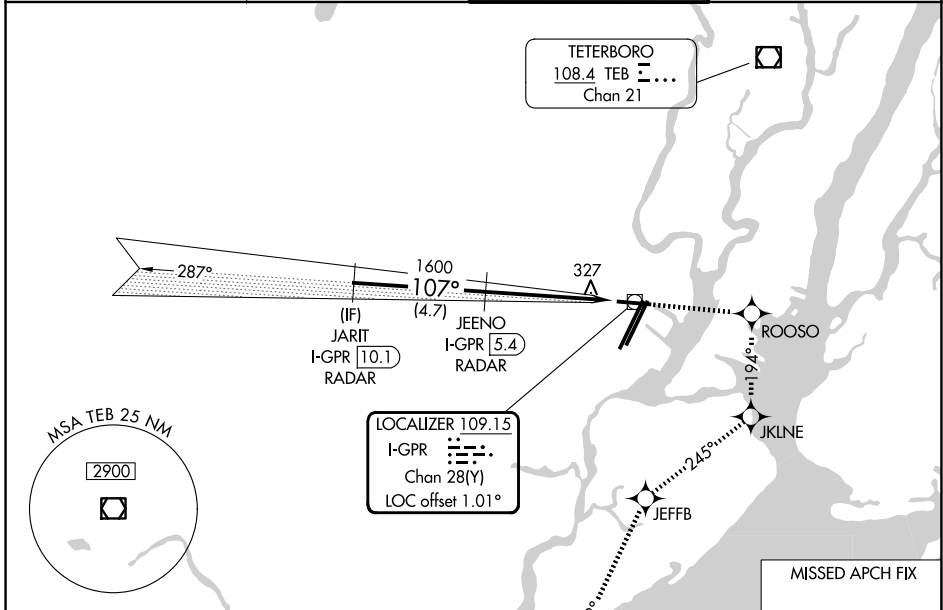 TETERBORO
108.4 TEB
Chan 21
287°
1600
107°
(4.7)
327
(IF)
JARIT
I-GPR 10.1
RADAR
JEENO
I-GPR 5.4
RADAR
ROOSO
194°
JKLNE
245°
JEFFB
LOCALIZER 109.15
I-GPR
Chan 28(Y)
LOC offset 1.01°
MSA TEB 25 NM
2900
MISSED APCH FIX